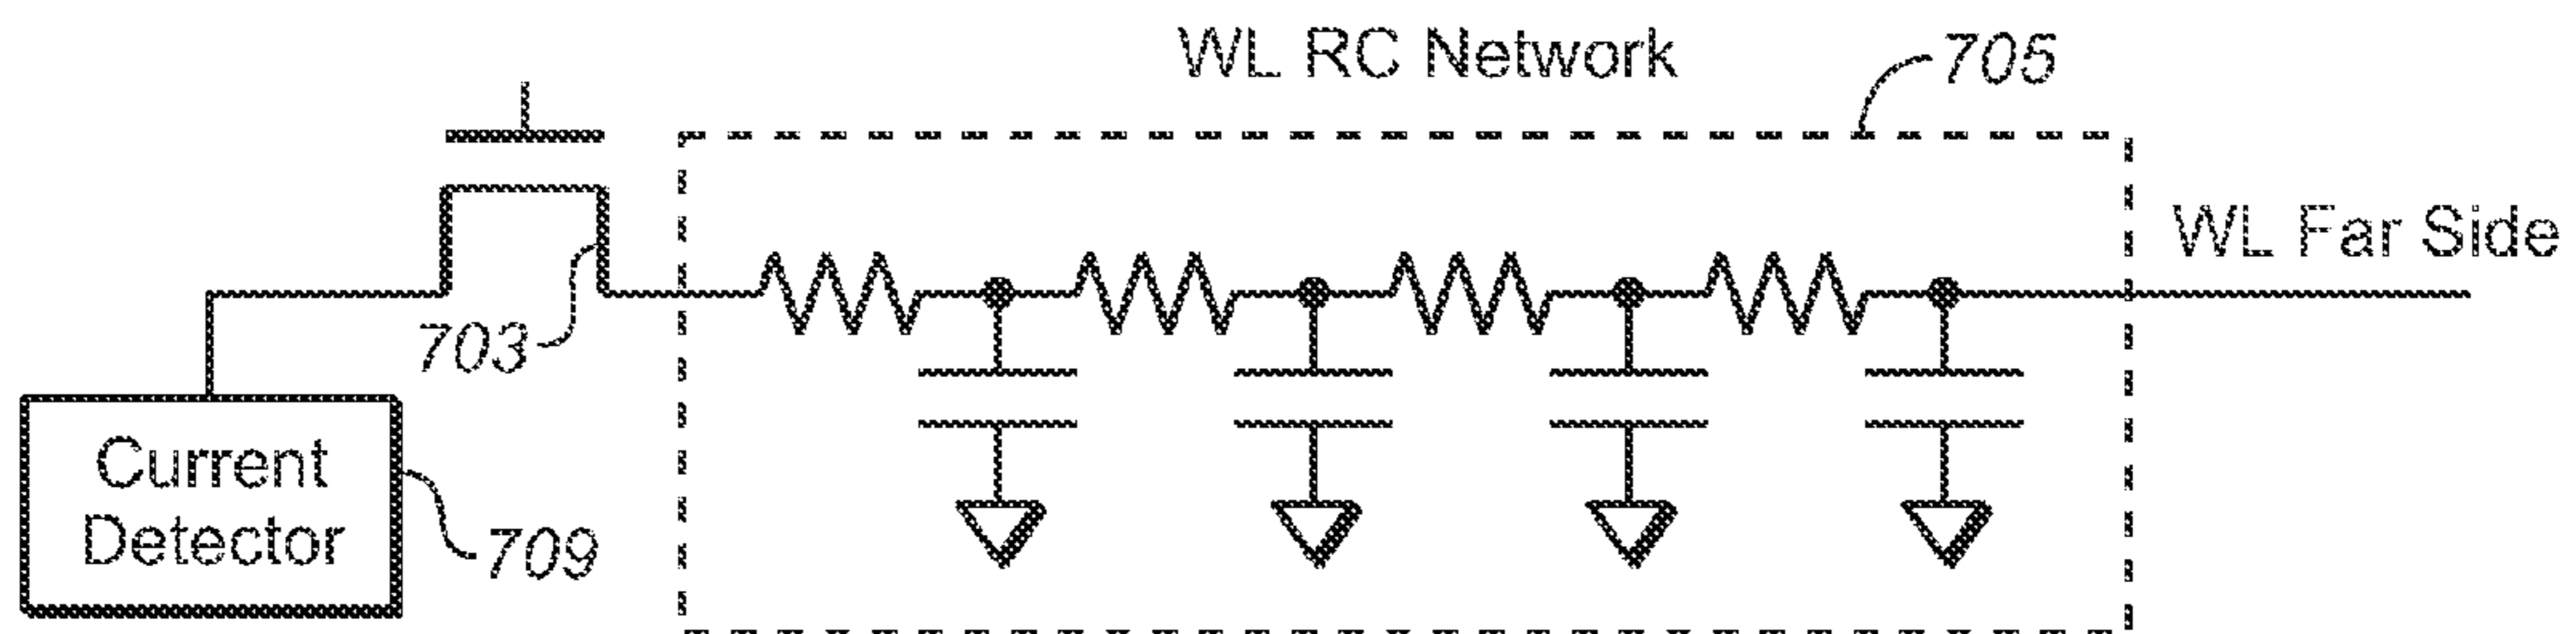 WL RC Network
705
WL Far Side
703
Current
Detector
709